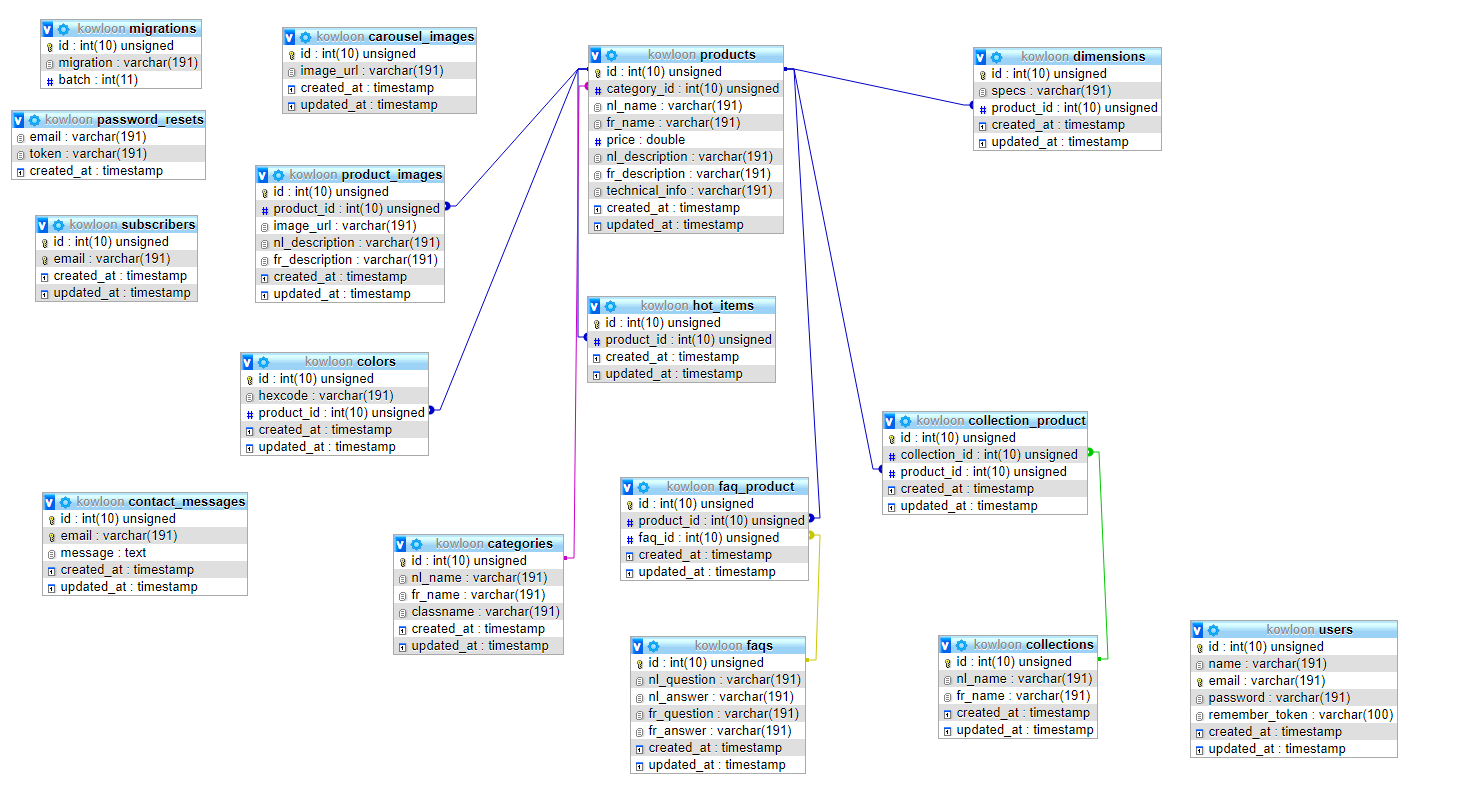 kowloon migrations
id : int(10) unsigned
migration : varchar(191)
batch : int(11)
kowloon password_resets
email : varchar(191)
token : varchar(191)
created_at : timestamp
kowloon subscribers
id : int(10) unsigned
email : varchar(191)
created_at : timestamp
updated_at : timestamp
kowloon contact_messages
id : int(10) unsigned
email : varchar(191)
message : text
created_at : timestamp
updated_at : timestamp
kowloon carousel_images
id : int(10) unsigned
image_url : varchar(191)
created_at : timestamp
updated_at : timestamp
kowloon product_images
id : int(10) unsigned
product_id : int(10) unsigned
image_url : varchar(191)
nl_description : varchar(191)
fr_description : varchar(191)
created_at : timestamp
updated_at : timestamp
kowloon colors
id : int(10) unsigned
hexcode : varchar(191)
product_id : int(10) unsigned
created_at : timestamp
updated_at : timestamp
kowloon categories
id : int(10) unsigned
nl_name : varchar(191)
fr_name : varchar(191)
classname : varchar(191)
created_at : timestamp
updated_at : timestamp
kowloon products
id : int(10) unsigned
category_id : int(10) unsigned
nl_name : varchar(191)
fr_name : varchar(191)
price : double
nl_description : varchar(191)
fr_description : varchar(191)
technical_info : varchar(191)
created_at : timestamp
updated_at : timestamp
kowloon hot_items
id : int(10) unsigned
product_id : int(10) unsigned
created_at : timestamp
updated_at : timestamp
kowloon faq_product
id : int(10) unsigned
product_id : int(10) unsigned
faq_id : int(10) unsigned
created_at : timestamp
updated_at : timestamp
kowloon faqs
id : int(10) unsigned
nl_question : varchar(191)
nl_answer : varchar(191)
fr_question : varchar(191)
fr_answer : varchar(191)
created_at : timestamp
updated_at : timestamp
kowloon dimensions
id : int(10) unsigned
specs : varchar(191)
product_id : int(10) unsigned
created_at : timestamp
updated_at : timestamp
kowloon collection_product
id : int(10) unsigned
collection_id : int(10) unsigned
product_id : int(10) unsigned
created_at : timestamp
updated_at : timestamp
kowloon collections
id : int(10) unsigned
nl_name : varchar(191)
fr_name : varchar(191)
created_at : timestamp
updated_at : timestamp
kowloon users
id : int(10) unsigned
name : varchar(191)
email : varchar(191)
password : varchar(191)
remember_token : varchar(100)
created_at : timestamp
updated_at : timestamp